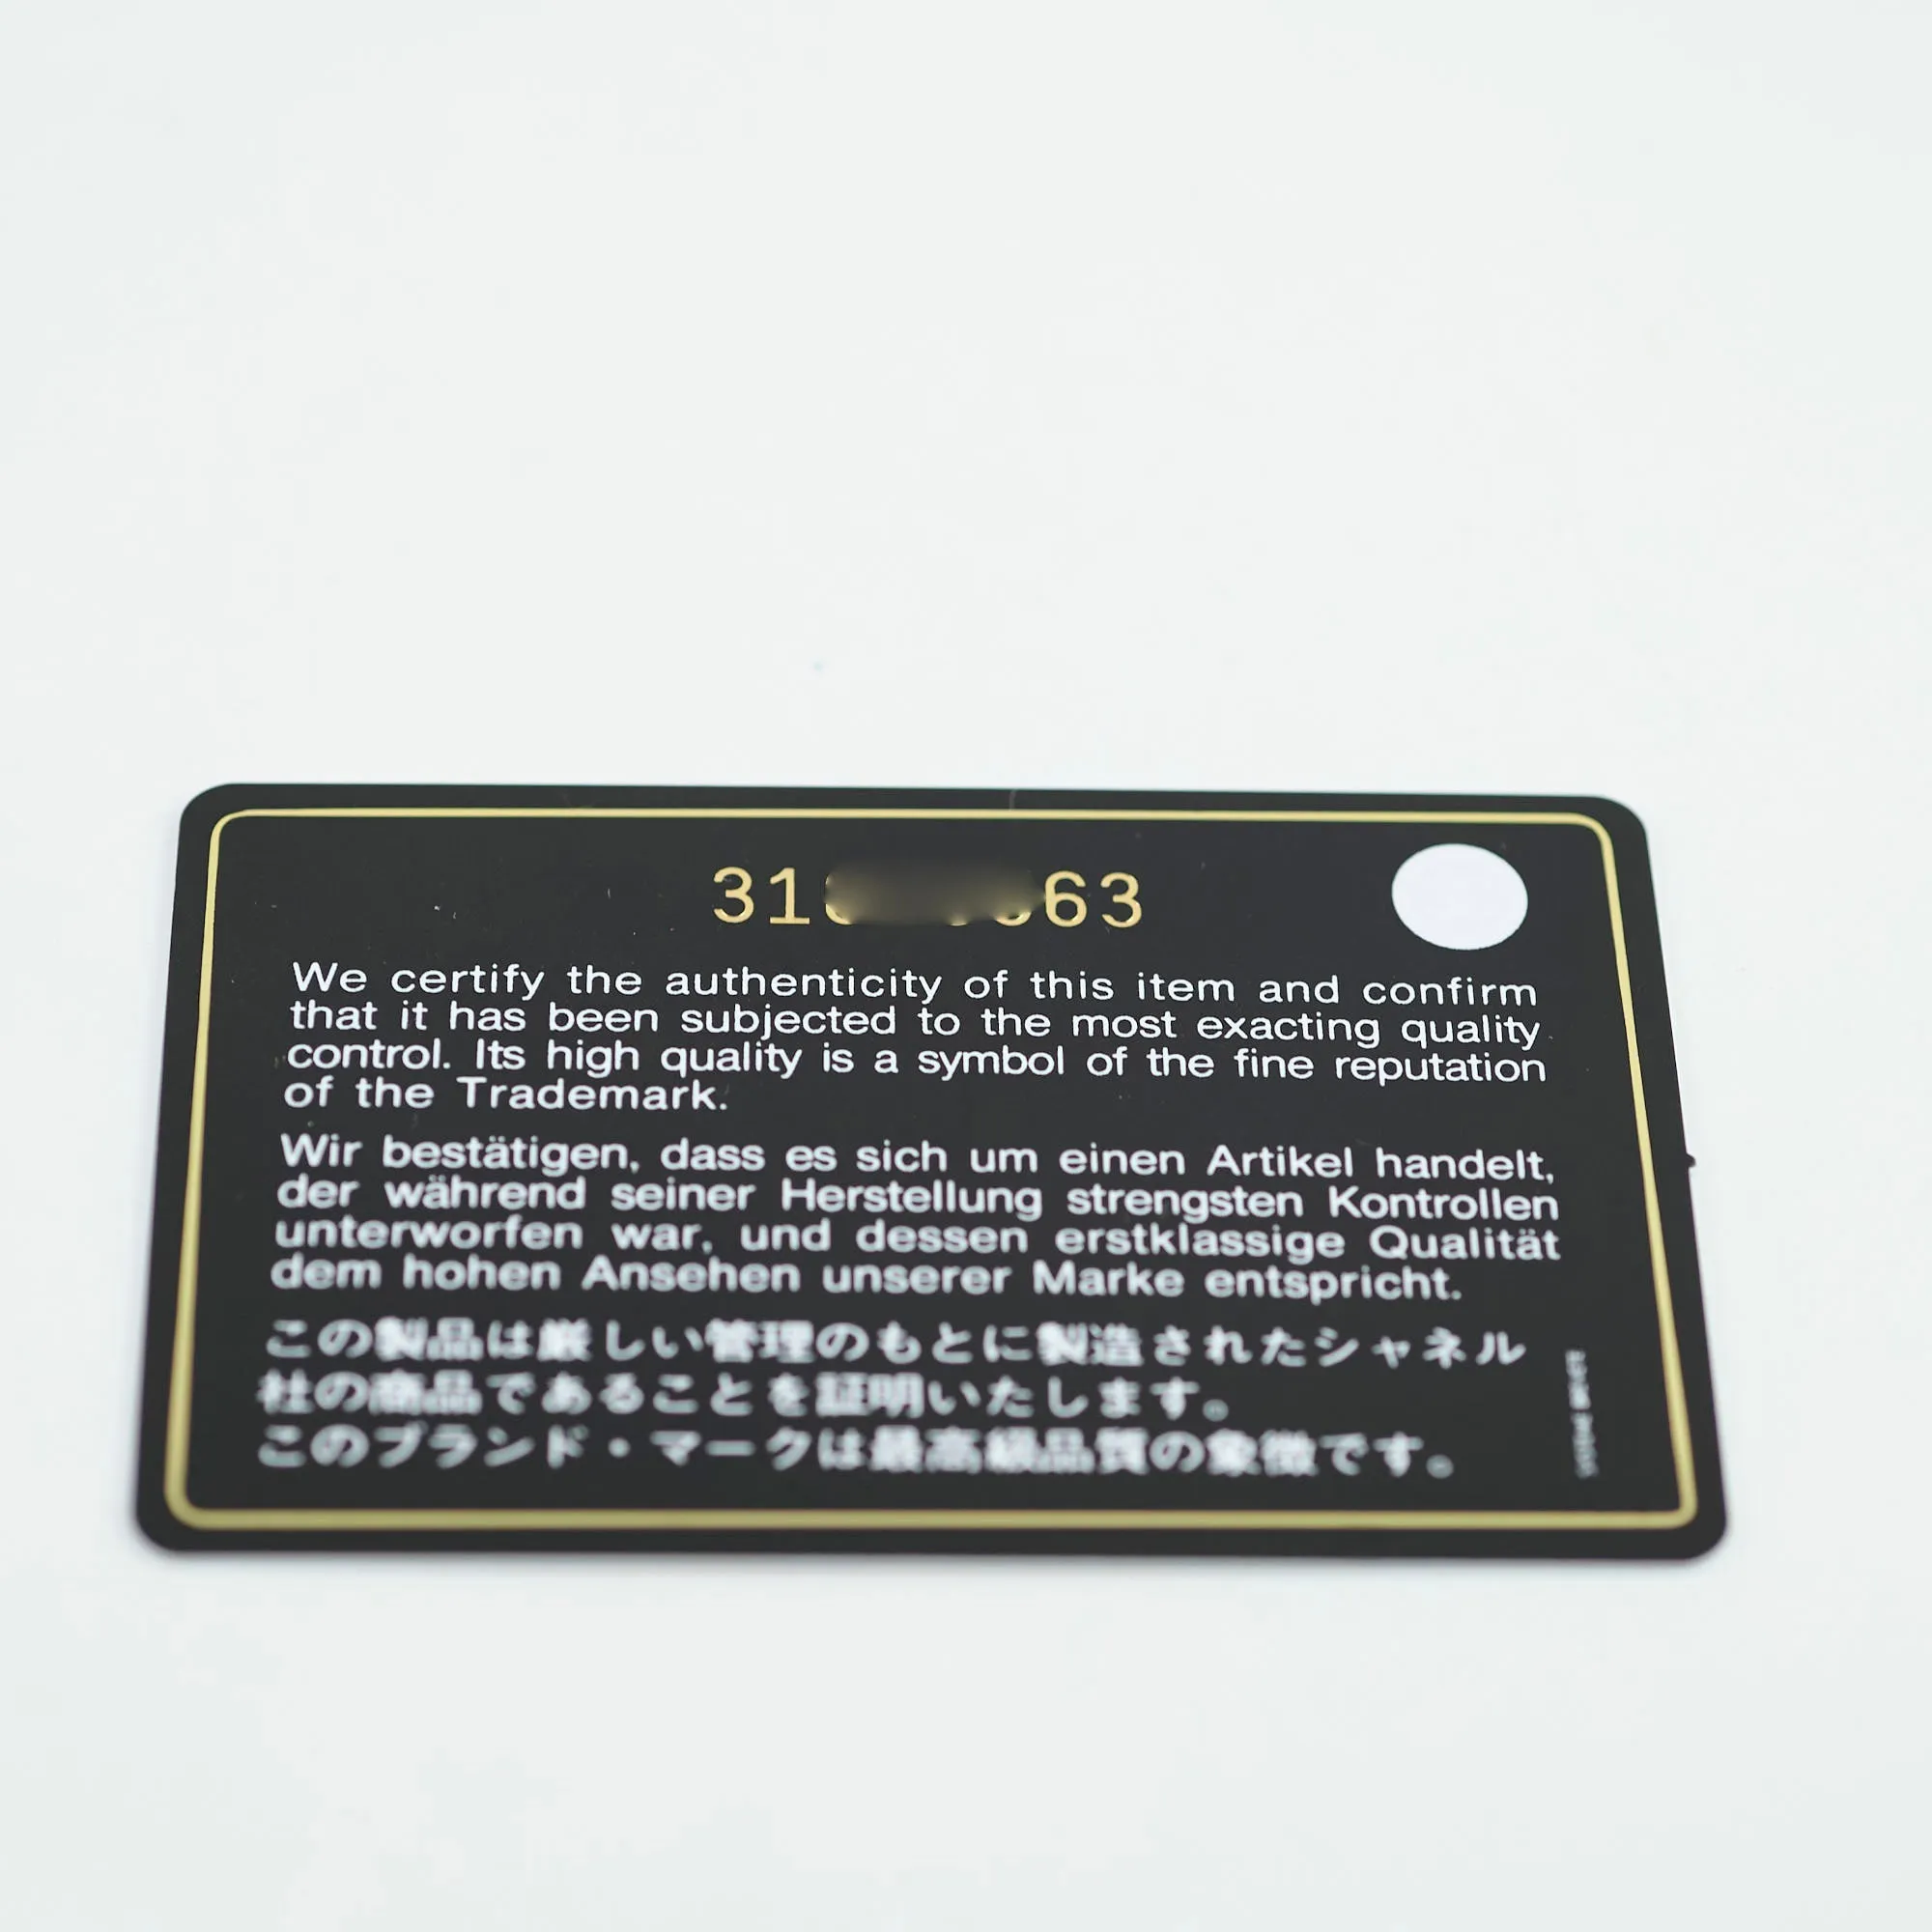 31 63
We certify the authenticity of this item and confirm
that it has been subjected to the most exacting quality
control. Its high quality is a symbol of the fine reputation
of the Trademark.
Wir bestätigen, dass es sich um einen Artikel handelt,
der während seiner Herstellung strengsten Kontrollen
unterworfen war, und dessen erstklassige Qualität
dem hohen Ansehen unserer Marke entspricht.
この製品は厳しい管理のもとに製造されたシャネル
社の商品であることを証明いたします。
このブランド・マークは最高級品質の象徴です。